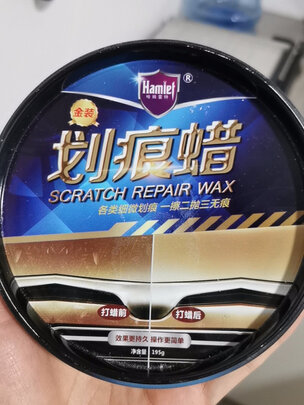 Hamlet®
哈姆雷特
金装
划痕蜡
SCRATCH REPAIR WAX
各类细微划痕 一擦二抛三无痕
打蜡前 打蜡后
效果更持久 操作更简单
净含量：195g